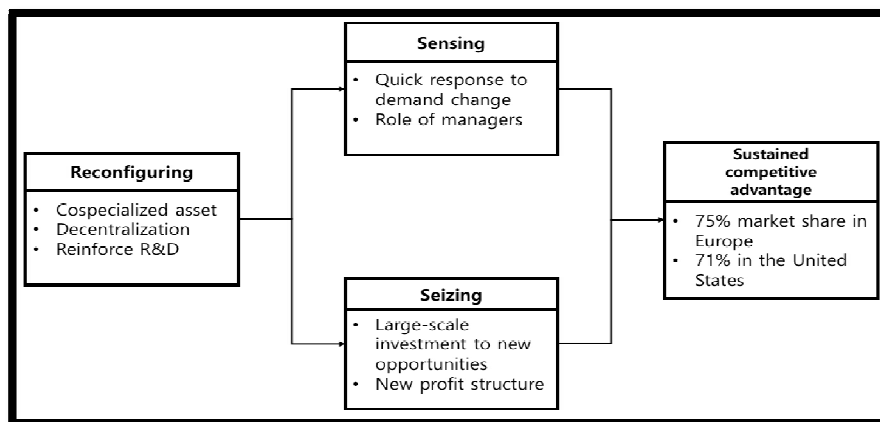 Reconfiguring
• Cospecialized asset
• Decentralization
• Reinforce R&D
Sensing
• Quick response to
demand change
• Role of managers
Seizing
• Large-scale
investment to new
opportunities
• New profit structure
Sustained
competitive
advantage
• 75% market share in
Europe
• 71% in the United
States